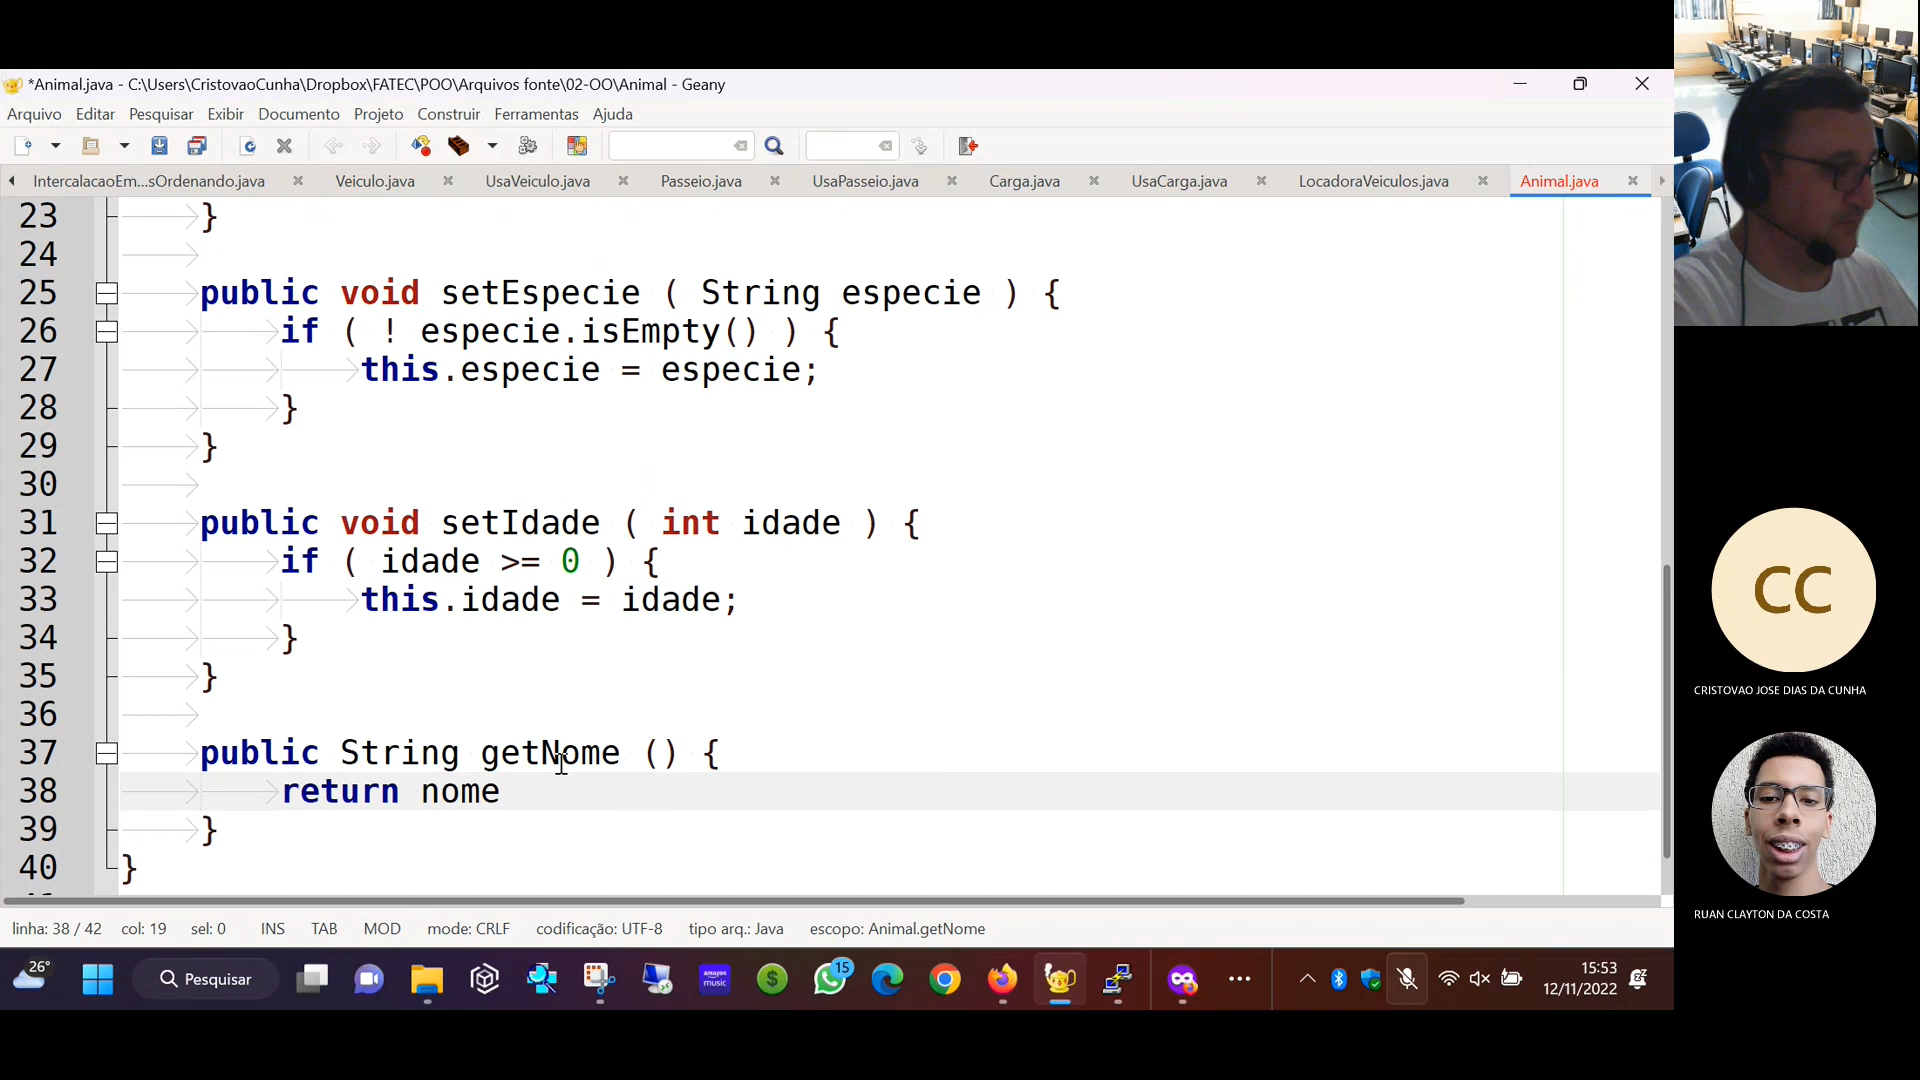 *Animal.java - C:\Users\CristovaoCunha\Dropbox\FATEC\POO\Arquivos fonte\02-OO\Animal - Geany
Arquivo Editar Pesquisar Exibir Documento Projeto Construir Ferramentas Ajuda
IntercalacaoEm...sOrdenando.java Veiculo.java UsaVeiculo.java Passeio.java UsaPasseio.java Carga.java UsaCarga.java LocadoraVeiculos.java Animal.java
23 }
24
25 public void setEspecie ( String especie ) {
26 if ( ! especie.isEmpty() ) {
27 this.especie = especie;
28 }
29 }
30
31 public void setIdade ( int idade ) {
32 if ( idade >= 0 ) {
33 this.idade = idade;
34 }
35 }
36
37 public String getNome () {
38 return nome
39 }
40 }
linha: 38 / 42 col: 19 sel: 0 INS TAB MOD mode: CRLF codificação: UTF-8 tipo arq.: Java escopo: Animal.getNome
26° Pesquisar amazon music 15 15:53
12/11/2022
CC
CRISTOVAO JOSE DIAS DA CUNHA
RUAN CLAYTON DA COSTA